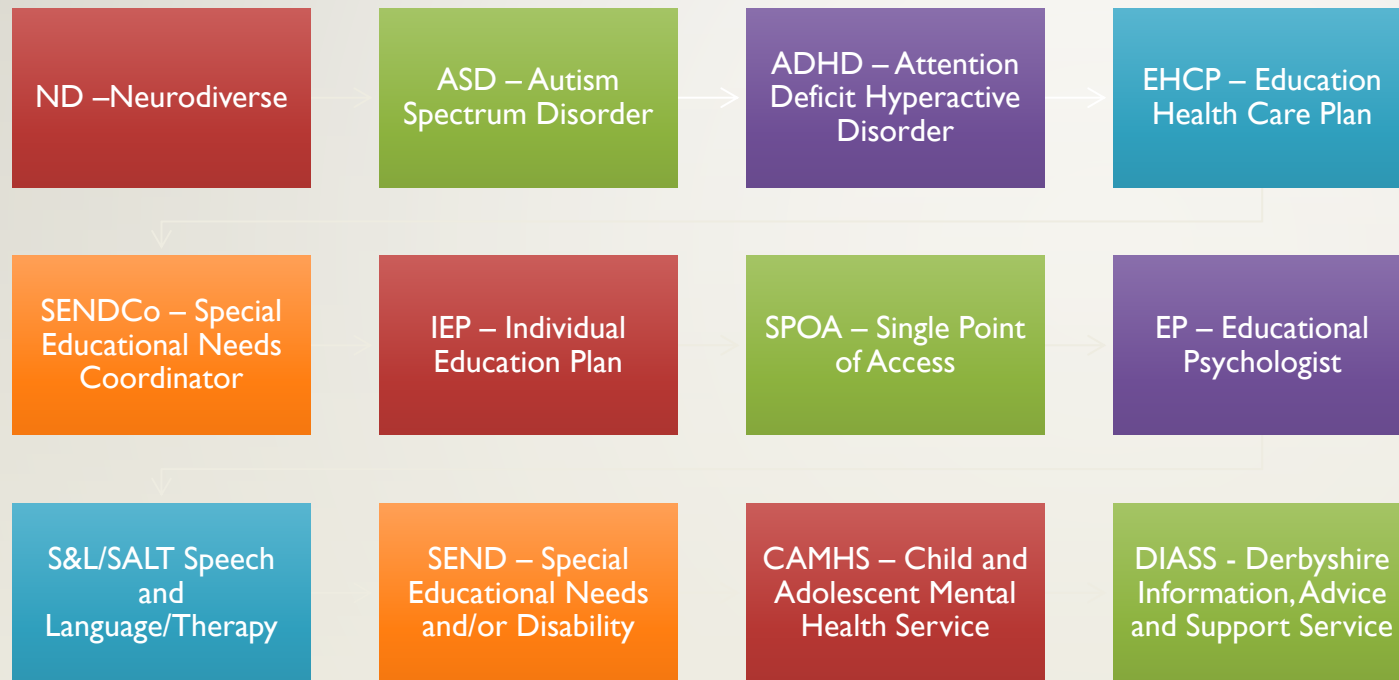 ND –Neurodiverse
ASD – Autism
Spectrum Disorder
ADHD – Attention
Deficit Hyperactive
Disorder
EHCP – Education
Health Care Plan
SENDCo – Special
Educational Needs
Coordinator
IEP – Individual
Education Plan
SPOA – Single Point
of Access
EP – Educational
Psychologist
S&L/SALT Speech
and
Language/Therapy
SEND – Special
Educational Needs
and/or Disability
CAMHS – Child and
Adolescent Mental
Health Service
DIASS - Derbyshire
Information, Advice
and Support Service